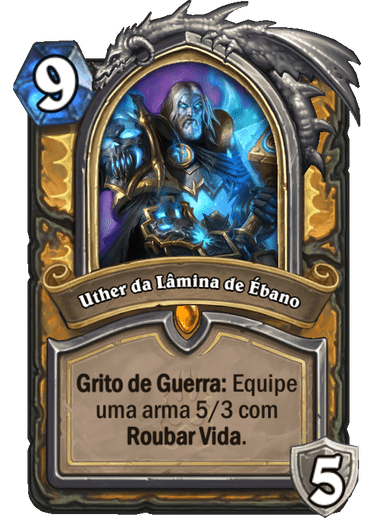 9
Uther da Lâmina de Ébano
Grito de Guerra: Equipe
uma arma 5/3 com
Roubar Vida.
5